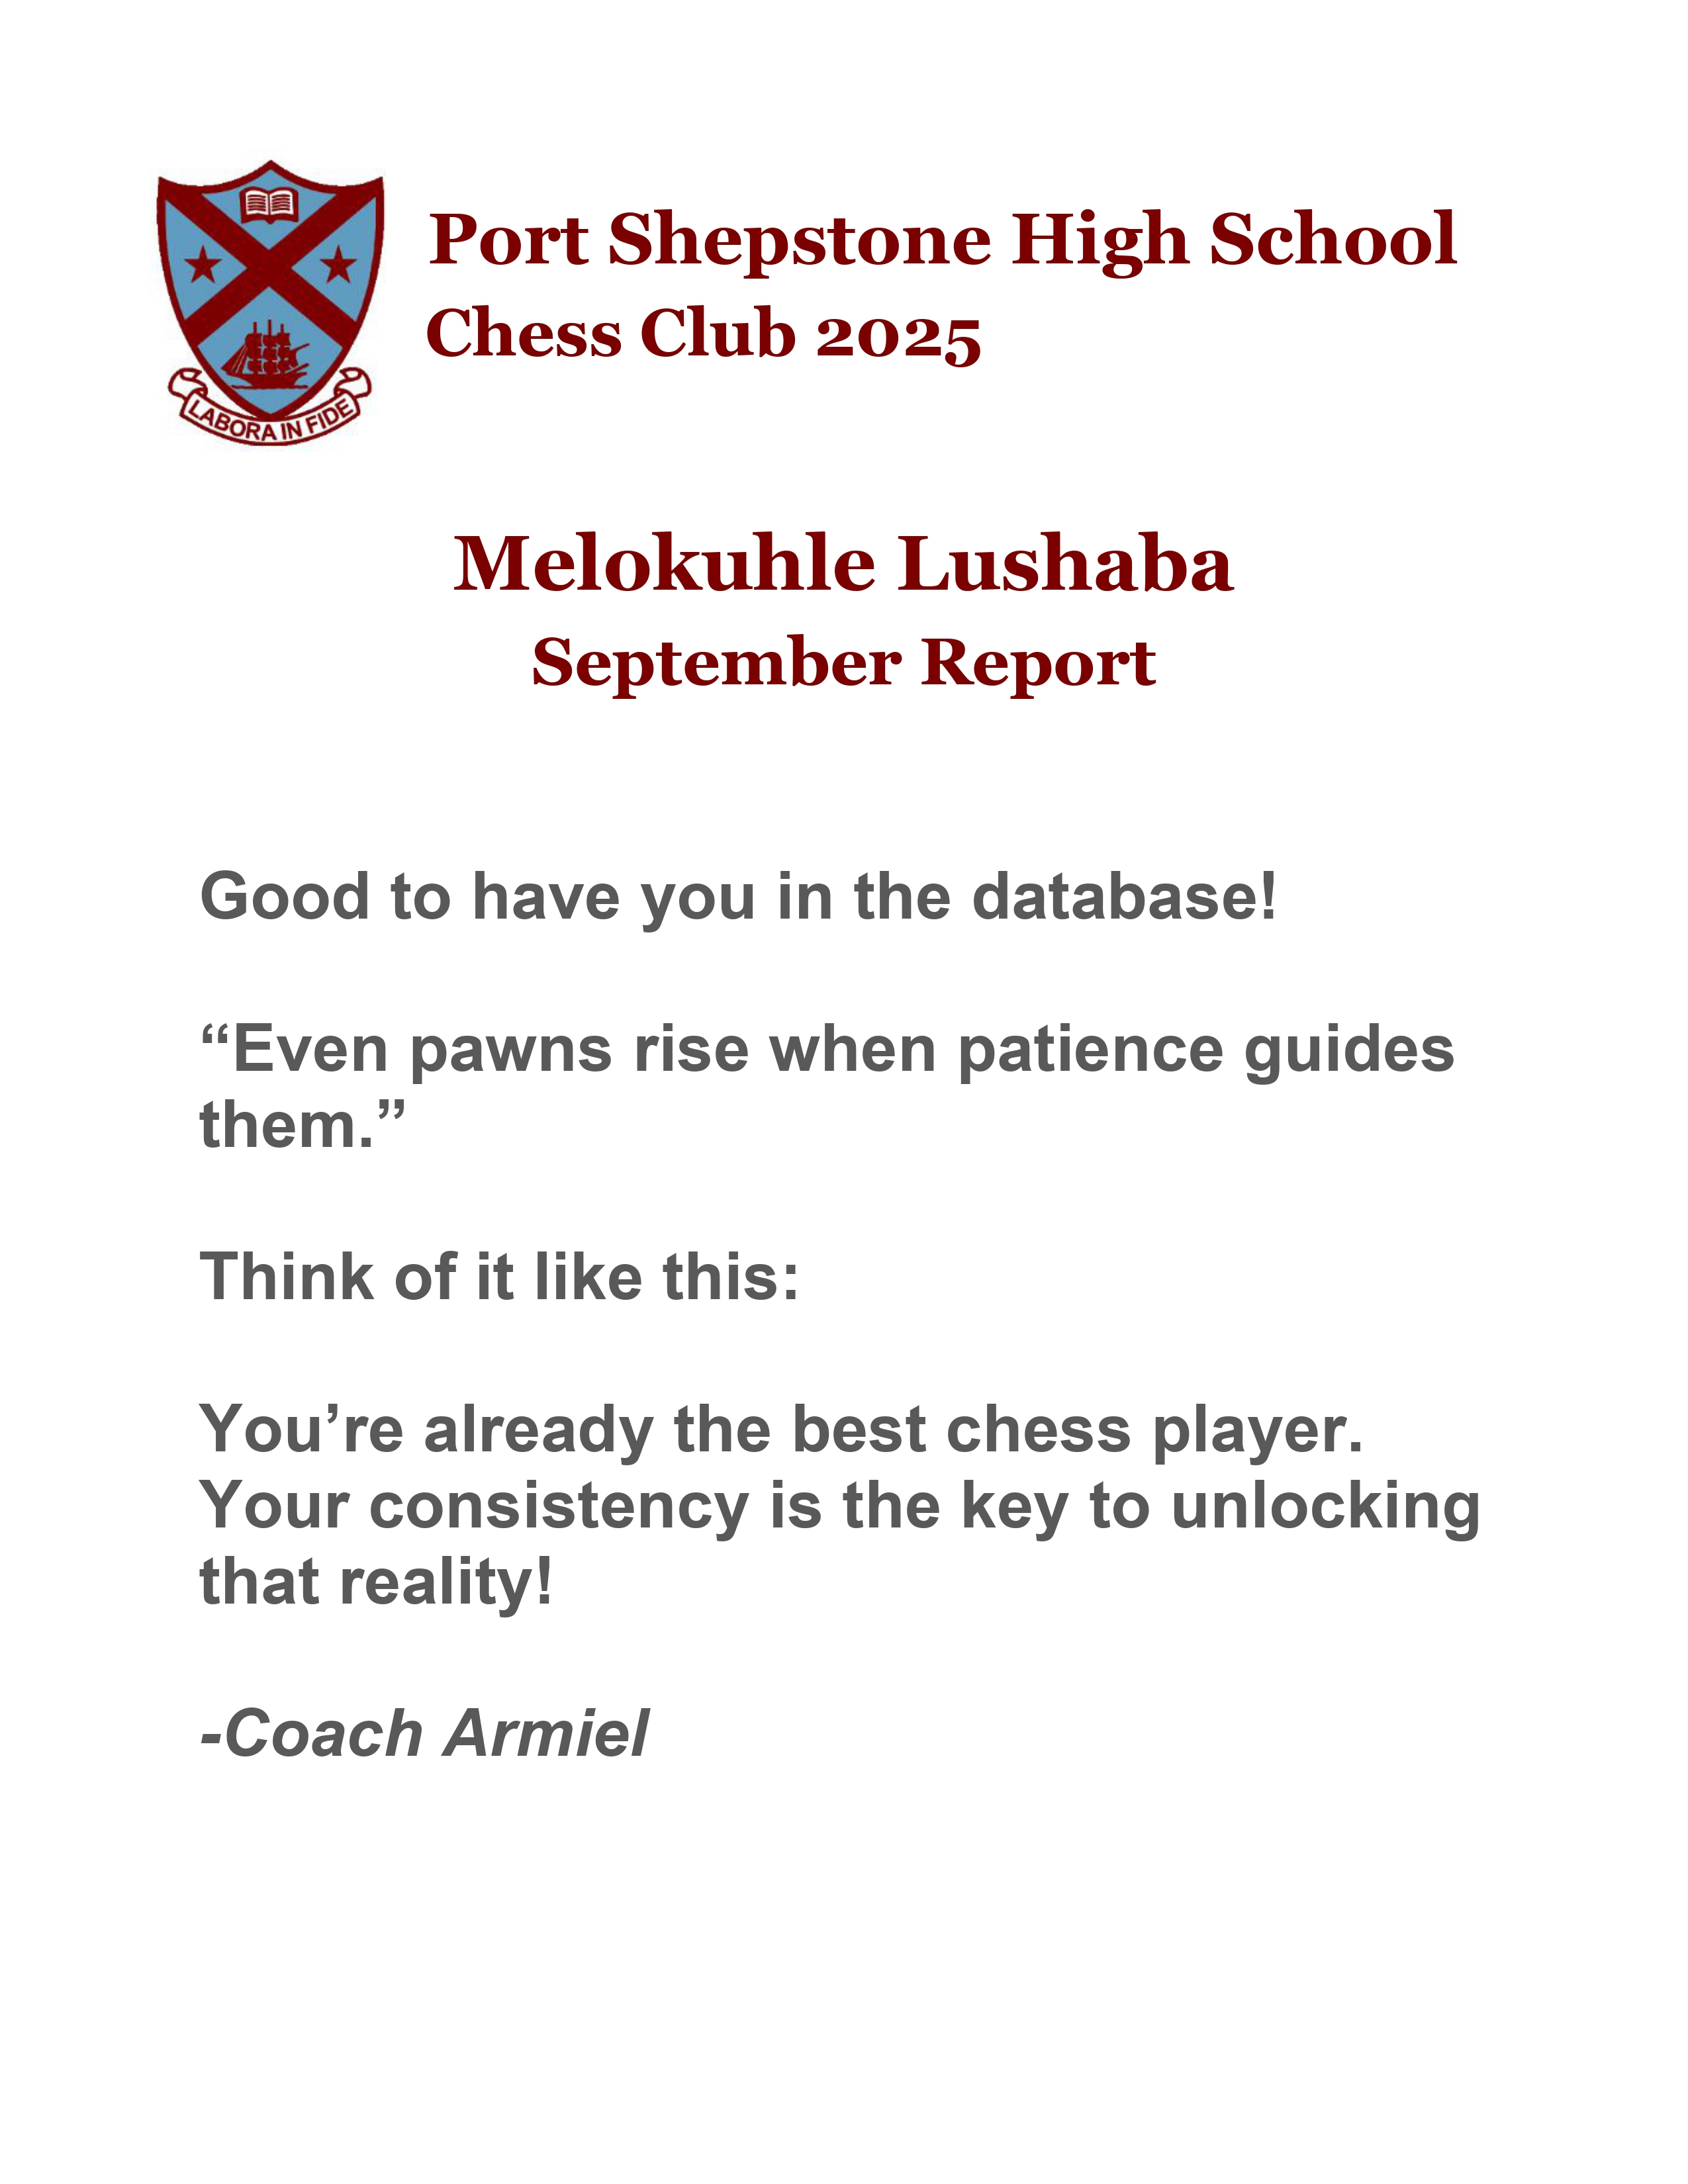 LABORA IN FIDE
Port Shepstone High School
Chess Club 2025
Melokuhle Lushaba
September Report
Good to have you in the database!
“Even pawns rise when patience guides
them.”
Think of it like this:
You’re already the best chess player.
Your consistency is the key to unlocking
that reality!
-Coach Armiel